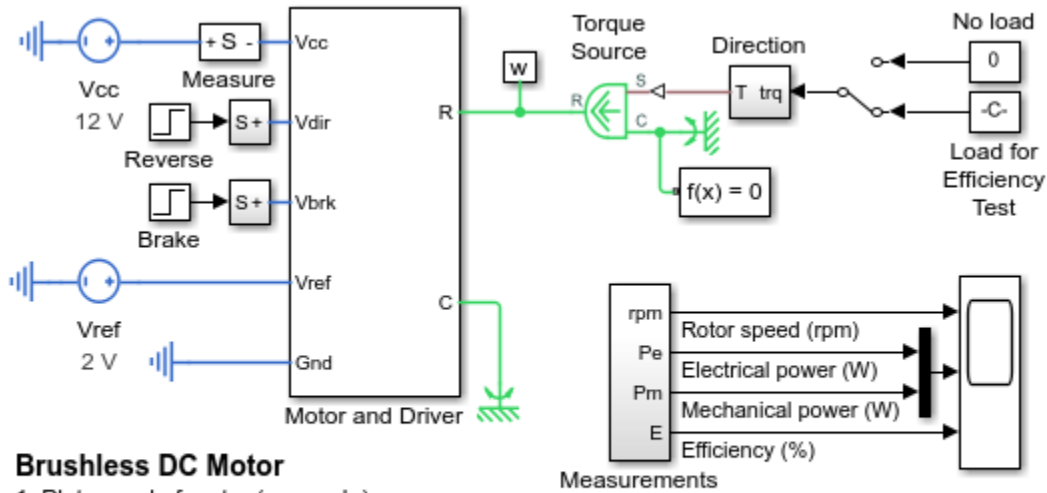 No load
0
Torque
Source
Direction
+ S -
Measure
Vcc
Vcc
12 V
w
R
S
C
T trq
-C-
Load for
Efficiency
Test
R
S+
Vdir
Reverse
f(x) = 0
S+
Vbrk
Brake
Vref
Vref
2 V
C
Gnd
Motor and Driver
rpm
Rotor speed (rpm)
Pe
Electrical power (W)
Pm
Mechanical power (W)
E
Efficiency (%)
Measurements
Brushless DC Motor